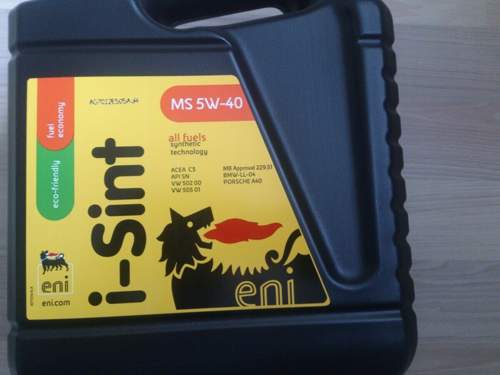 MS 5W-40
all fuels
synthetic
technology
ACEA C3
API SN
VW 502 00
VW 505 01
MB Approval 229.51
BMW-LL-04
PORSCHE A40
fuel
economy
eco-friendly
i-Sint
eni
eni
eni.com